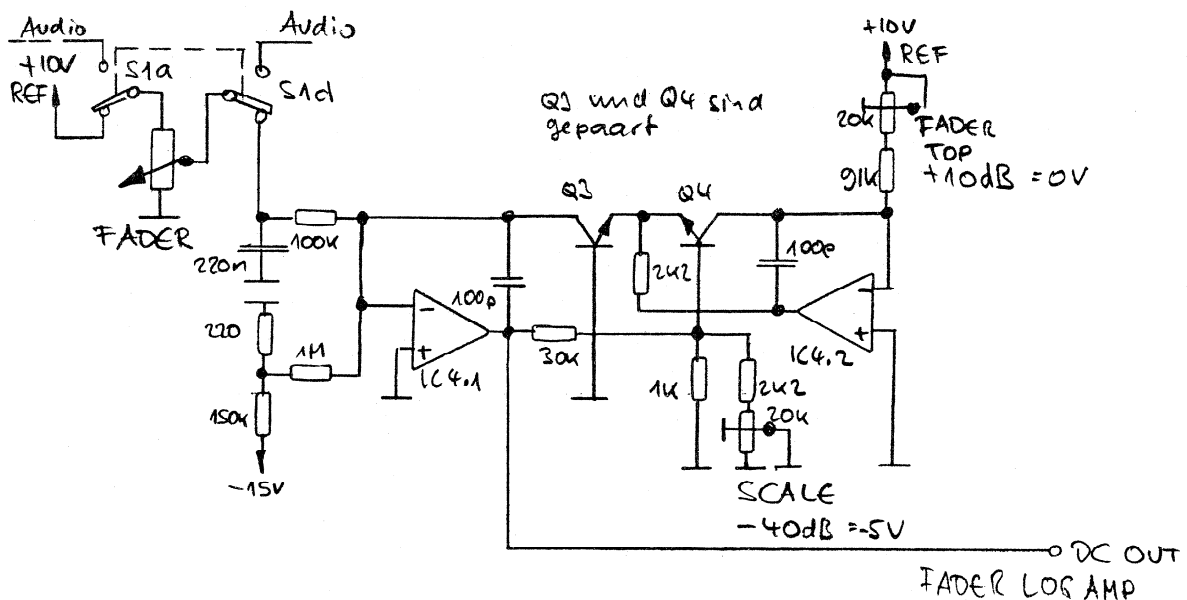 Audio
+10V
REF
S1a
Audio
S1d
FADER
100K
220n
220
1M
150k
-15V
100p
-
+
IC4.1
30K
Q3 und Q4 sind
gepaart
Q3
Q4
2K2
100p
1K
2K2
20K
SCALE
-40dB =-5V
-
+
IC4.2
+10V
REF
20k
FADER
TOP
+10dB =0V
91K
DC OUT
FADER LOG AMP